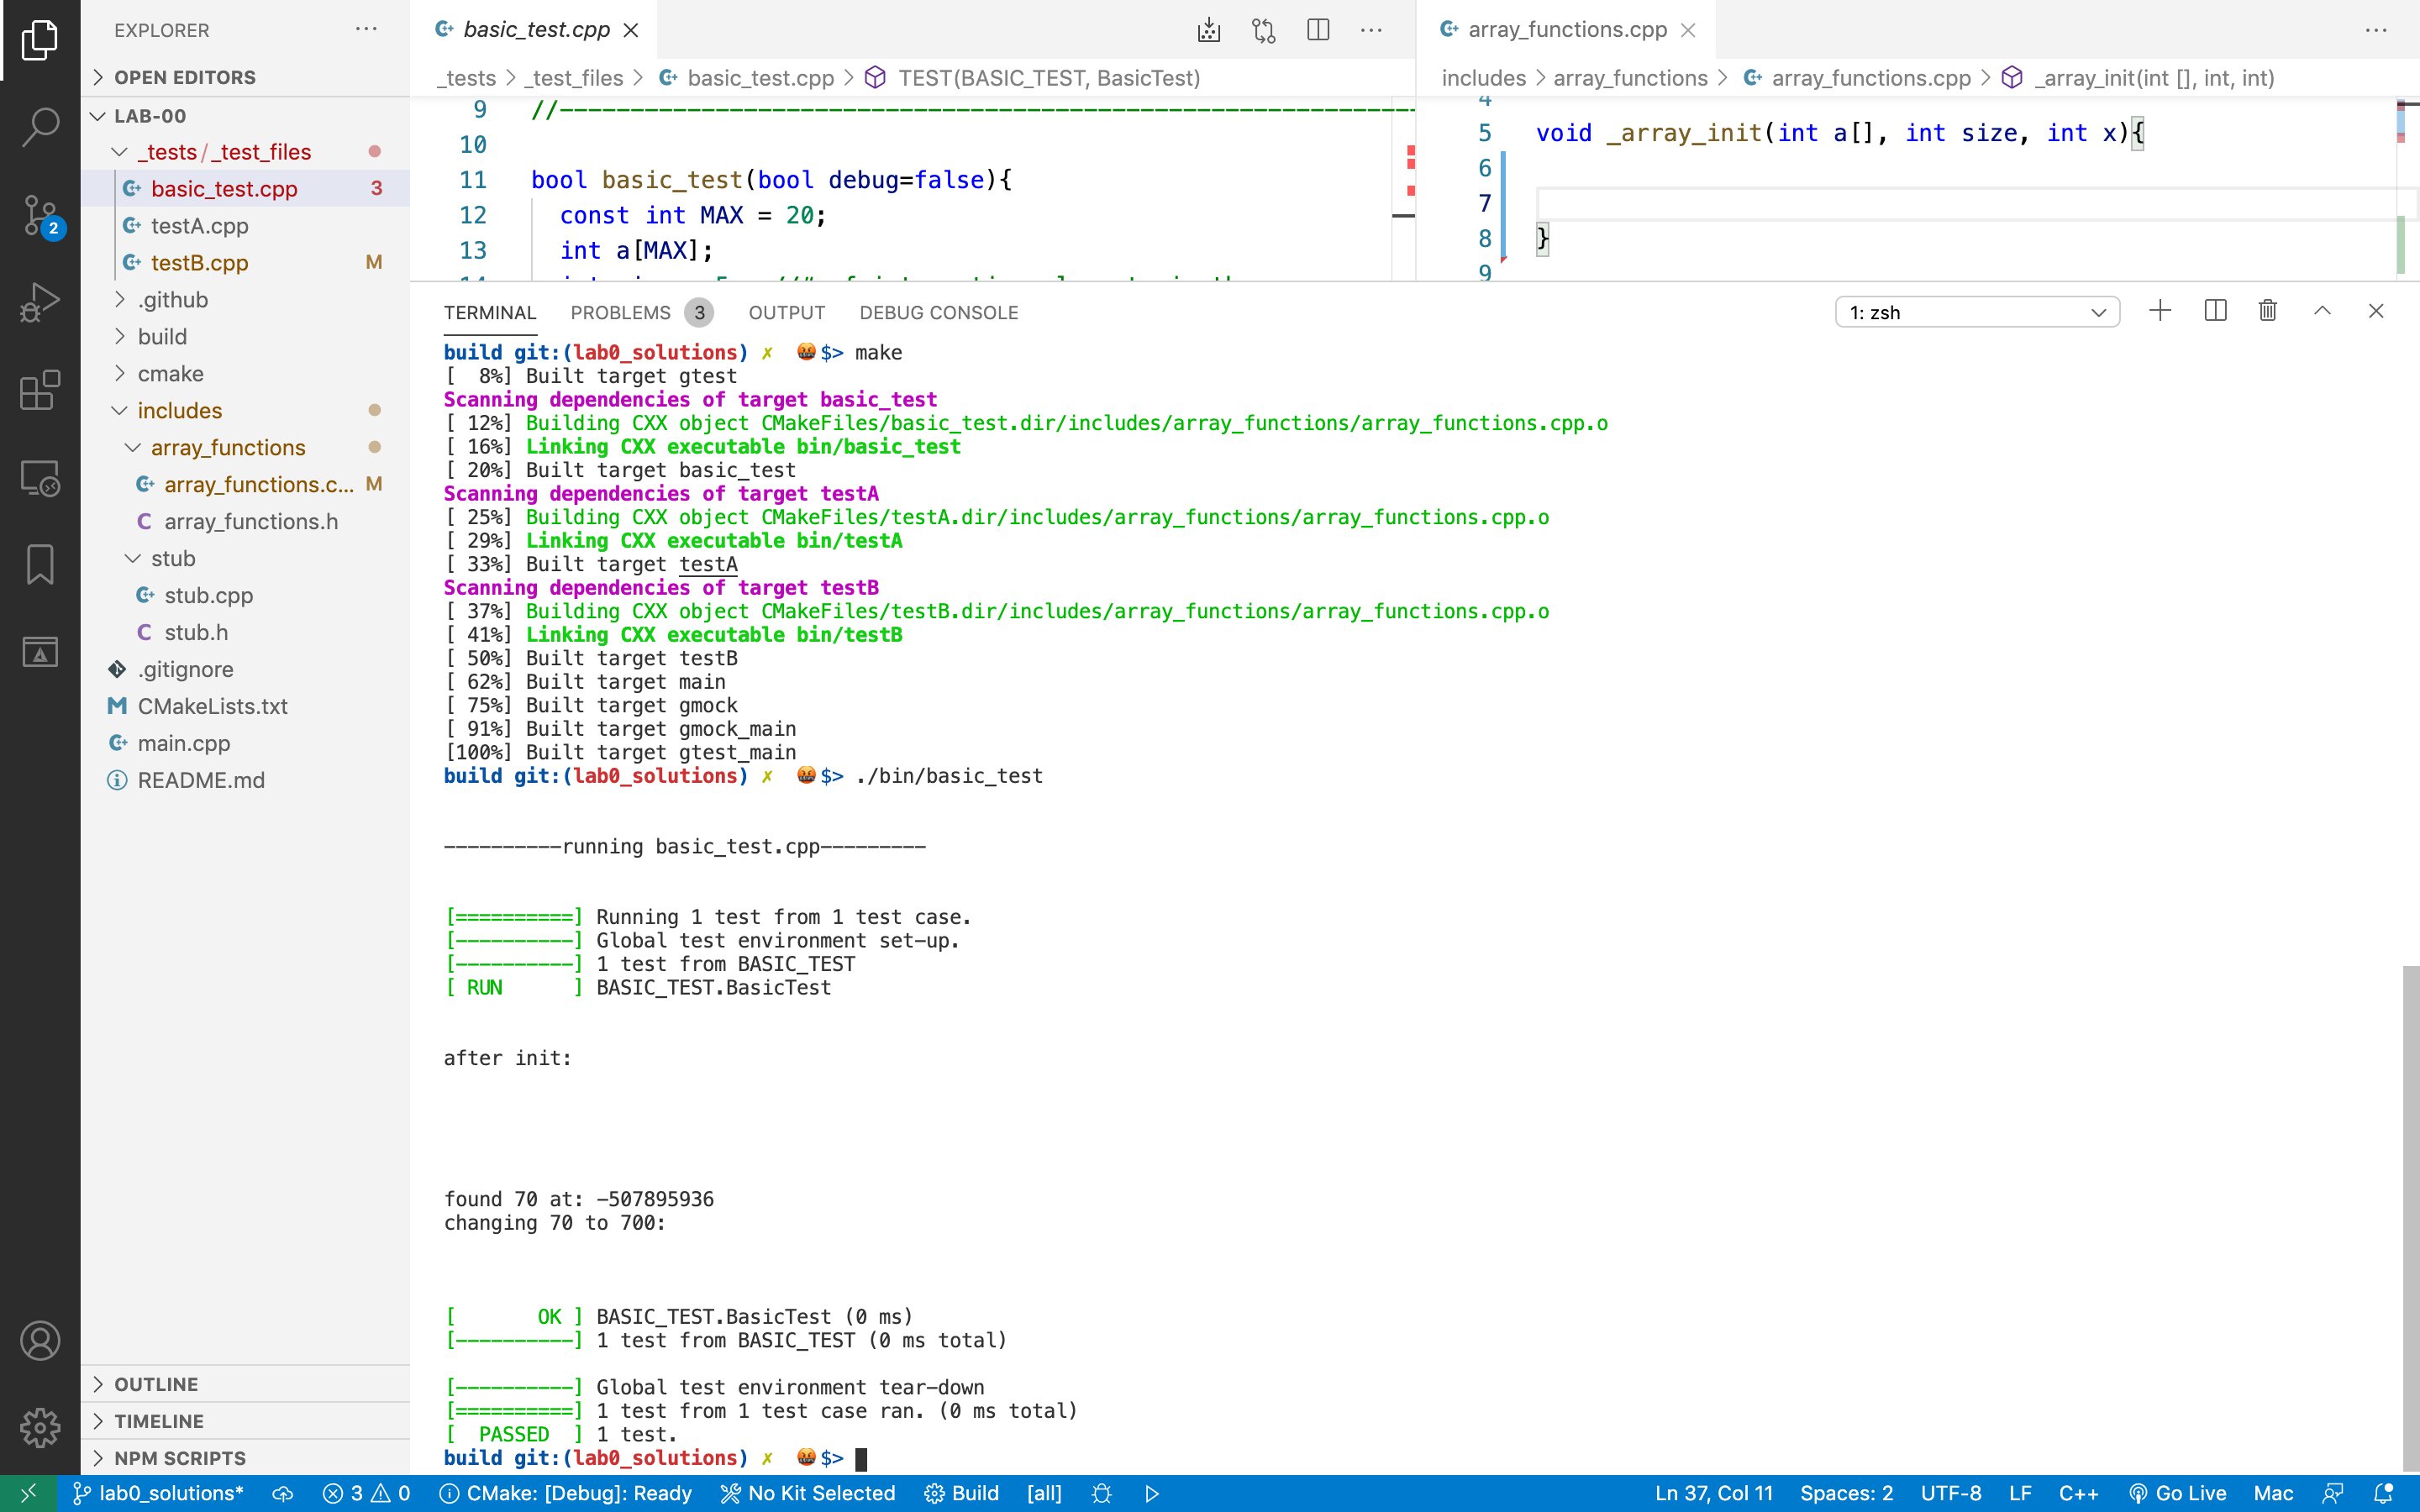 EXPLORER
OPEN EDITORS
LAB-00
_tests/_test_files
basic_test.cpp 3
testA.cpp
testB.cpp M
.github
build
cmake
includes
array_functions
array_functions.c... M
array_functions.h
stub
stub.cpp
stub.h
.gitignore
CMakeLists.txt
main.cpp
README.md
OUTLINE
TIMELINE
NPM SCRIPTS
2
basic_test.cpp
_tests > _test_files > basic_test.cpp > TEST(BASIC_TEST, BasicTest)
9 //----------------------------------------------------------------------
10
11 bool basic_test(bool debug=false){
12 const int MAX = 20;
13 int a[MAX];
array_functions.cpp
includes > array_functions > array_functions.cpp > _array_init(int [], int, int)
4
5 void _array_init(int a[], int size, int x){
6
7
8 }
9
TERMINAL PROBLEMS 3 OUTPUT DEBUG CONSOLE 1: zsh
build git:(lab0_solutions) ✗ 🤬$> make
[  8%] Built target gtest
Scanning dependencies of target basic_test
[ 12%] Building CXX object CMakeFiles/basic_test.dir/includes/array_functions/array_functions.cpp.o
[ 16%] Linking CXX executable bin/basic_test
[ 20%] Built target basic_test
Scanning dependencies of target testA
[ 25%] Building CXX object CMakeFiles/testA.dir/includes/array_functions/array_functions.cpp.o
[ 29%] Linking CXX executable bin/testA
[ 33%] Built target testA
Scanning dependencies of target testB
[ 37%] Building CXX object CMakeFiles/testB.dir/includes/array_functions/array_functions.cpp.o
[ 41%] Linking CXX executable bin/testB
[ 50%] Built target testB
[ 62%] Built target main
[ 75%] Built target gmock
[ 91%] Built target gmock_main
[100%] Built target gtest_main
build git:(lab0_solutions) ✗ 🤬$> ./bin/basic_test
----------running basic_test.cpp---------
[==========] Running 1 test from 1 test case.
[----------] Global test environment set-up.
[----------] 1 test from BASIC_TEST
[ RUN      ] BASIC_TEST.BasicTest
after init:
found 70 at: -507895936
changing 70 to 700:
[       OK ] BASIC_TEST.BasicTest (0 ms)
[----------] 1 test from BASIC_TEST (0 ms total)
[----------] Global test environment tear-down
[==========] 1 test from 1 test case ran. (0 ms total)
[  PASSED  ] 1 test.
build git:(lab0_solutions) ✗ 🤬$>
lab0_solutions* 3 0 CMake: [Debug]: Ready No Kit Selected Build [all] Ln 37, Col 11 Spaces: 2 UTF-8 LF C++ Go Live Mac